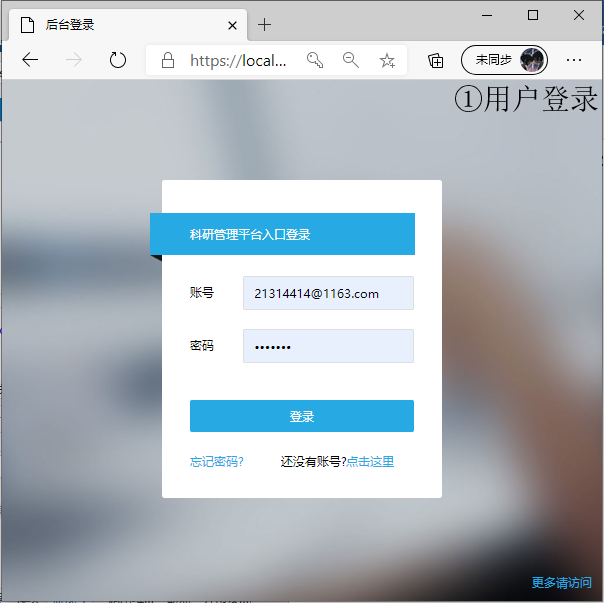 后台登录
https://local...
未同步
①用户登录
科研管理平台入口登录
账号
21314414@1163.com
密码
•••••••
登录
忘记密码?
还没有账号?点击这里
更多请访问